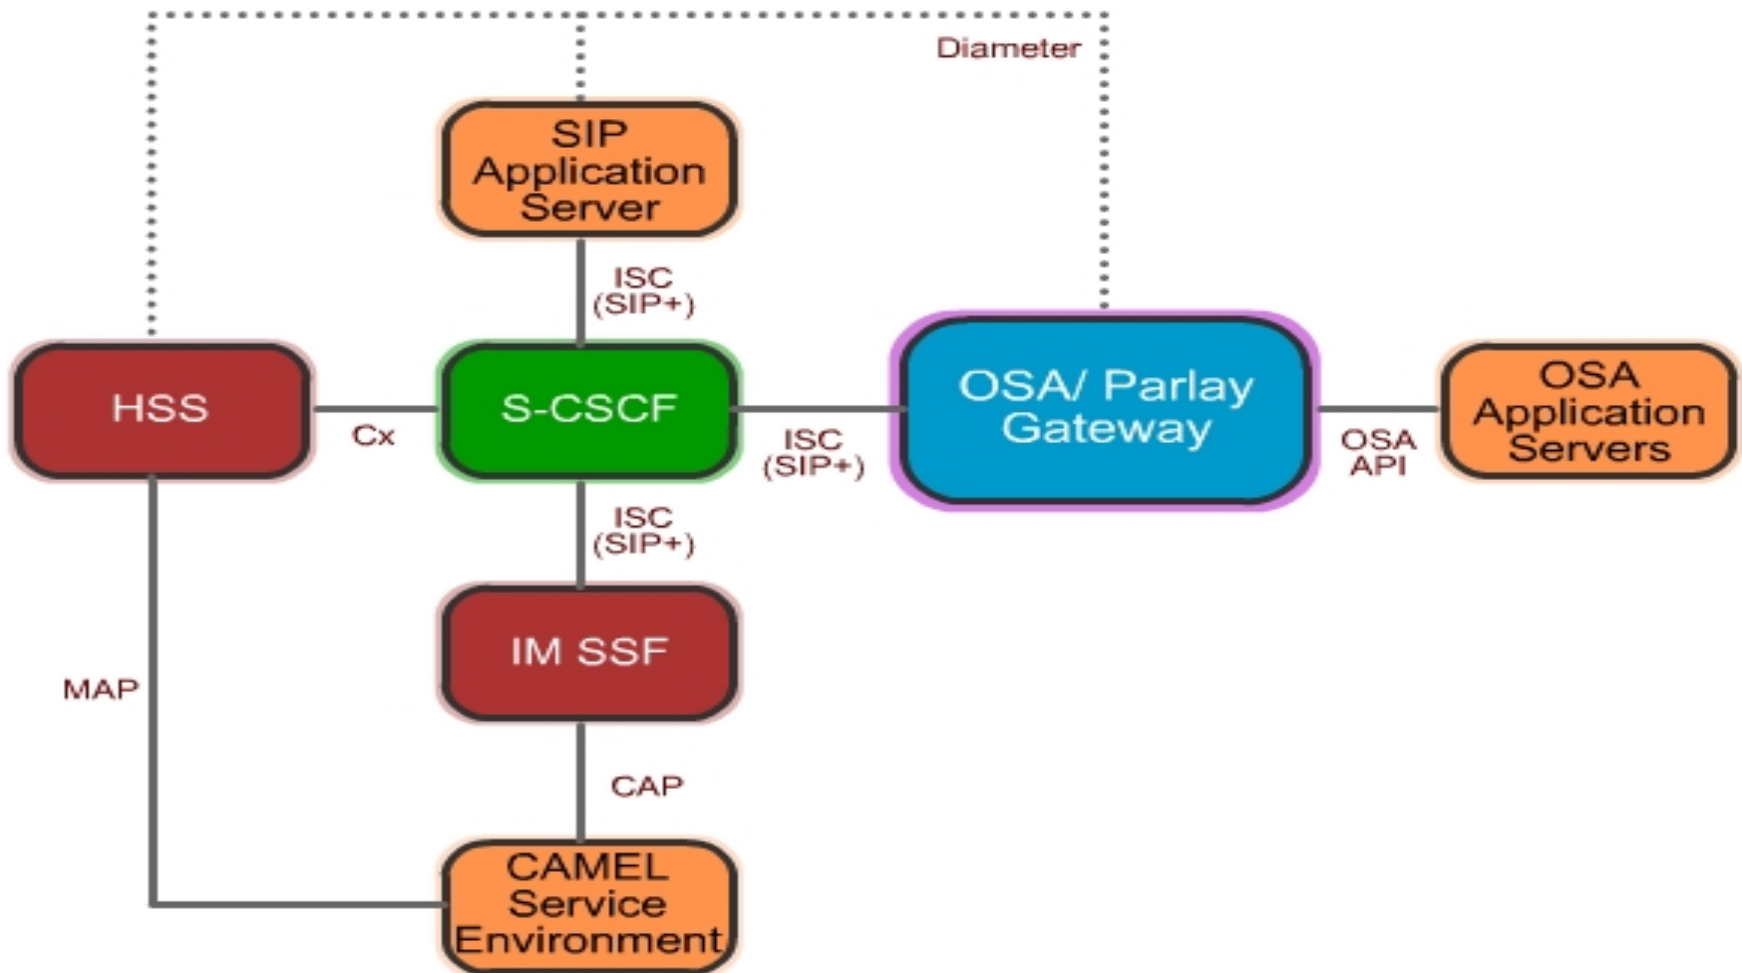 Diameter
SIP
Application
Server
ISC
(SIP+)
HSS
Cx
S-CSCF
ISC
(SIP+)
OSA/ Parlay
Gateway
OSA
API
OSA
Application
Servers
ISC
(SIP+)
IM SSF
MAP
CAP
CAMEL
Service
Environment